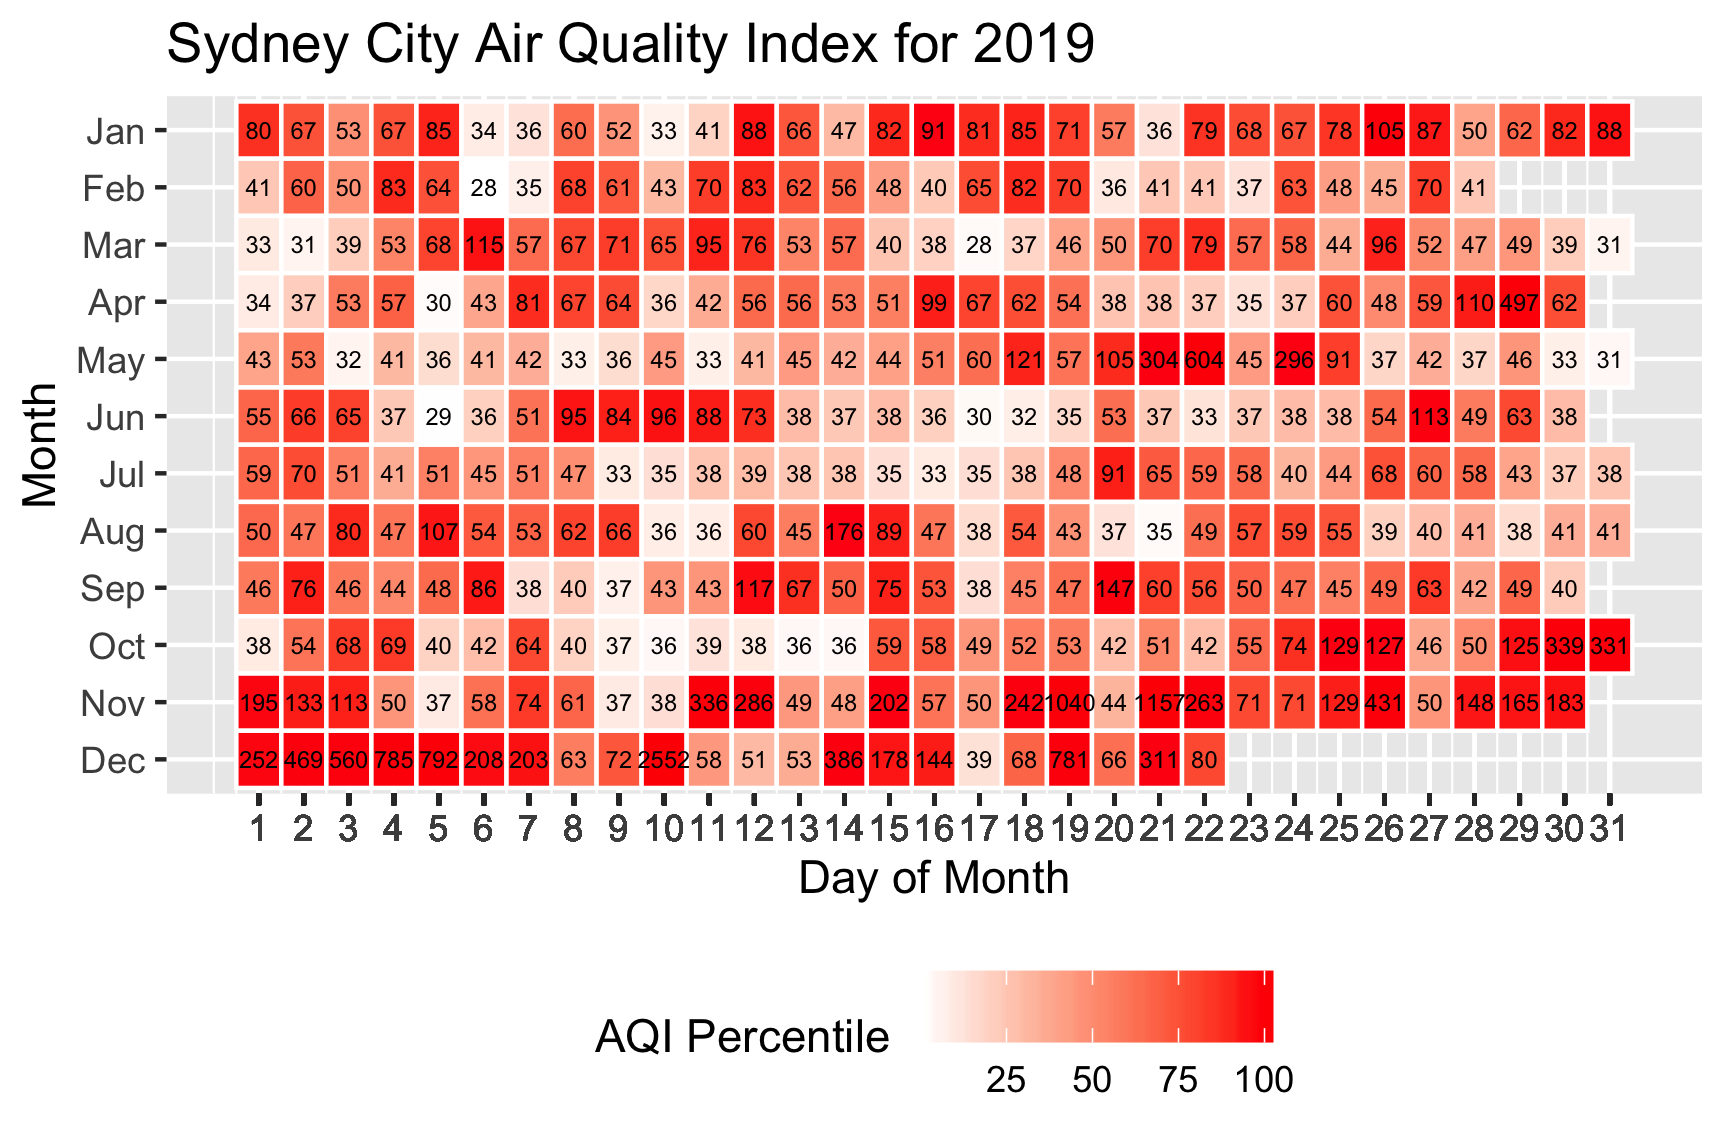 Sydney City Air Quality Index for 2019
Jan 80 67 53 67 85 34 36 60 52 33 41 88 66 47 82 91 81 85 71 57 36 79 68 67 78 105 87 50 62 82 88
Feb 41 60 50 83 64 28 35 68 61 43 70 83 62 56 48 40 65 82 70 36 41 41 37 63 48 45 70 41
Mar 33 31 39 53 68 115 57 67 71 65 95 76 53 57 40 38 28 37 46 50 70 79 57 58 44 96 52 47 49 39 31
Apr 34 37 53 57 30 43 81 67 64 36 42 56 56 53 51 99 67 62 54 38 38 37 35 37 60 48 59 110 497 62
May 43 53 32 41 36 41 42 33 36 45 33 41 45 42 44 51 60 121 57 105 304 604 45 296 91 37 42 37 46 33 31
Jun 55 66 65 37 29 36 51 95 84 96 88 73 38 37 38 36 30 32 35 53 37 33 37 38 38 54 113 49 63 38
Jul 59 70 51 41 51 45 51 47 33 35 38 39 38 38 35 33 35 38 48 91 65 59 58 40 44 68 60 58 43 37 38
Aug 50 47 80 47 107 54 53 62 66 36 36 60 45 176 89 47 38 54 43 37 35 49 57 59 55 39 40 41 38 41 41
Sep 46 76 46 44 48 86 38 40 37 43 43 117 67 50 75 53 38 45 47 147 60 56 50 47 45 49 63 42 49 40
Oct 38 54 68 69 40 42 64 40 37 36 39 38 36 36 59 58 49 52 53 42 51 42 55 74 129 127 46 50 125 339 331
Nov 195 133 113 50 37 58 74 61 37 38 336 286 49 48 202 57 50 242 1040 44 1157 263 71 71 129 431 50 148 165 183
Dec 252 469 560 785 792 208 203 63 72 2552 58 51 53 386 178 144 39 68 781 66 311 80
Month
1 2 3 4 5 6 7 8 9 10 11 12 13 14 15 16 17 18 19 20 21 22 23 24 25 26 27 28 29 30 31
Day of Month
AQI Percentile
25 50 75 100